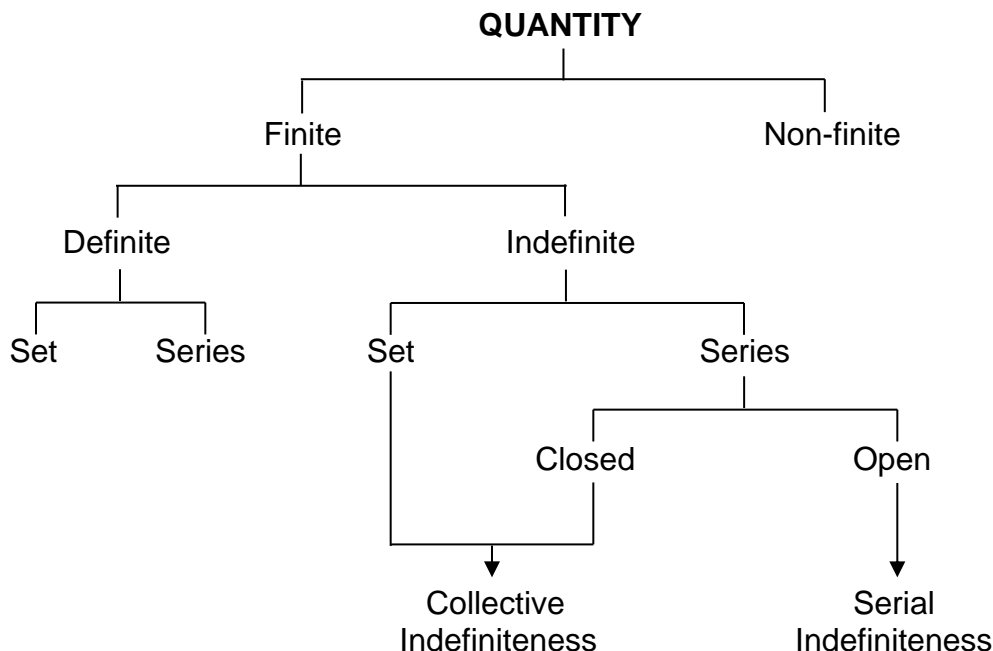 QUANTITY
Finite
Non-finite
Definite
Indefinite
Set
Series
Set
Series
Closed
Open
Collective
Indefiniteness
Serial
Indefiniteness